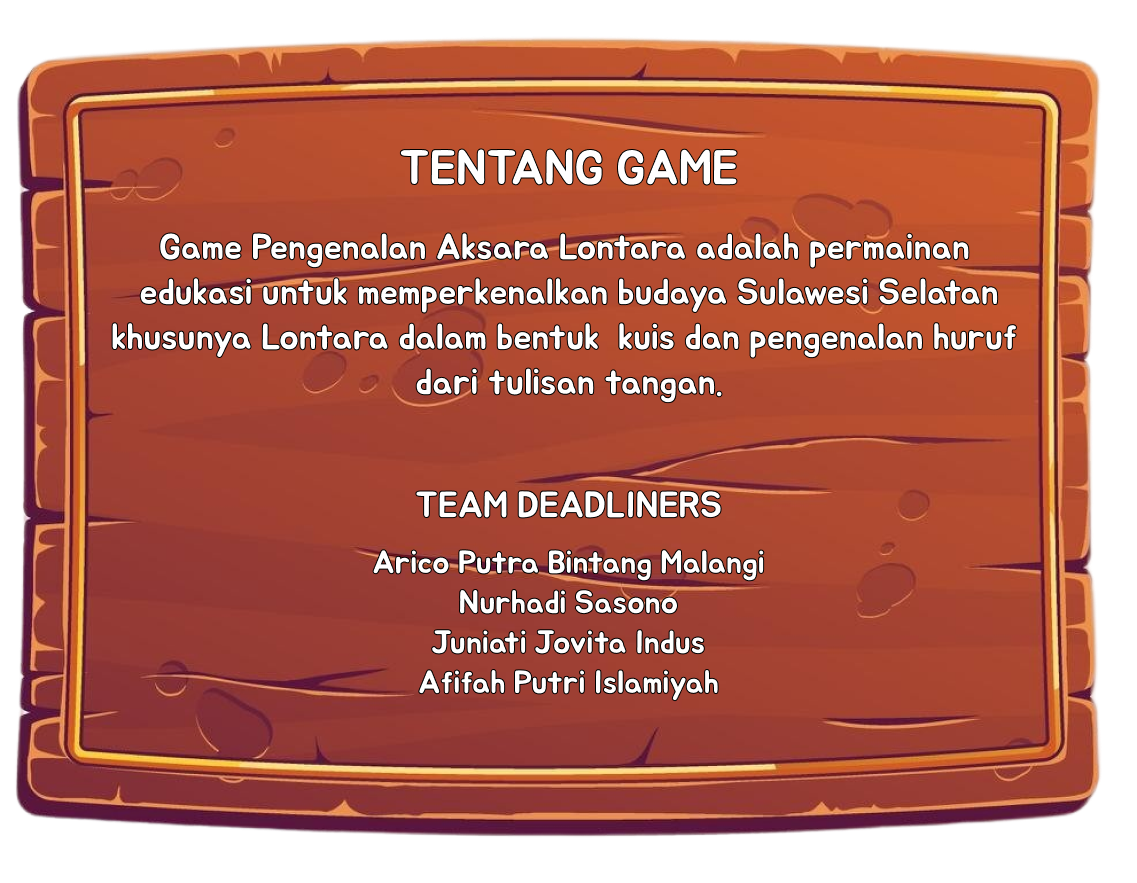 TENTANG GAME
Game Pengenalan Aksara Lontara adalah permainan
edukasi untuk memperkenalkan budaya Sulawesi Selatan
khusunya Lontara dalam bentuk  kuis dan pengenalan huruf
dari tulisan tangan.
TEAM DEADLINERS
Arico Putra Bintang Malangi
Nurhadi Sasono
Juniati Jovita Indus
Afifah Putri Islamiyah